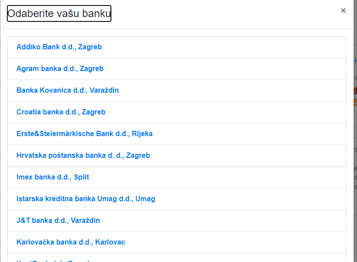 Odaberite vašu banku
×
Addiko Bank d.d., Zagreb
Agram banka d.d., Zagreb
Banka Kovanica d.d., Varaždin
Croatia banka d.d., Zagreb
Erste&Steiermärkische Bank d.d., Rijeka
Hrvatska poštanska banka d. d., Zagreb
Imex banka d.d., Split
Istarska kreditna banka Umag d.d., Umag
J&T banka d.d., Varaždin
Karlovačka banka d.d., Karlovac